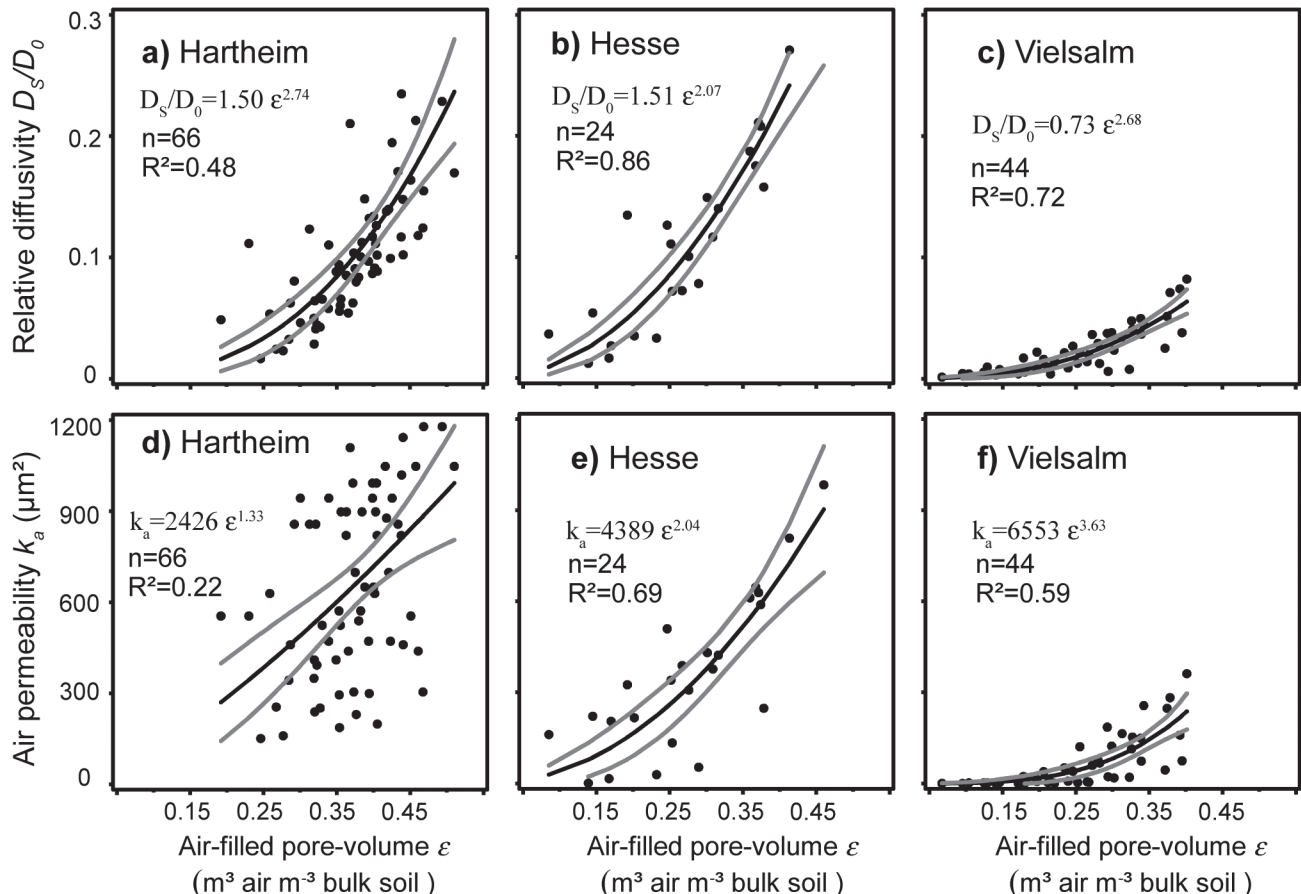 Relative diffusivity D_S/D_0
0.3
0.2
0.1
0
a) Hartheim
D_S/D_0=1.50 ε^2.74
n=66
R²=0.48
b) Hesse
D_S/D_0=1.51 ε^2.07
n=24
R²=0.86
c) Vielsalm
D_S/D_0=0.73 ε^2.68
n=44
R²=0.72
Air permeability k_a (µm²)
1200
900
600
300
0
d) Hartheim
k_a=2426 ε^1.33
n=66
R²=0.22
e) Hesse
k_a=4389 ε^2.04
n=24
R²=0.69
f) Vielsalm
k_a=6553 ε^3.63
n=44
R²=0.59
0.15 0.25 0.35 0.45
0.15 0.25 0.35 0.45
0.15 0.25 0.35 0.45
Air-filled pore-volume ε
(m³ air m⁻³ bulk soil )
Air-filled pore-volume ε
(m³ air m⁻³ bulk soil )
Air-filled pore-volume ε
(m³ air m⁻³ bulk soil )